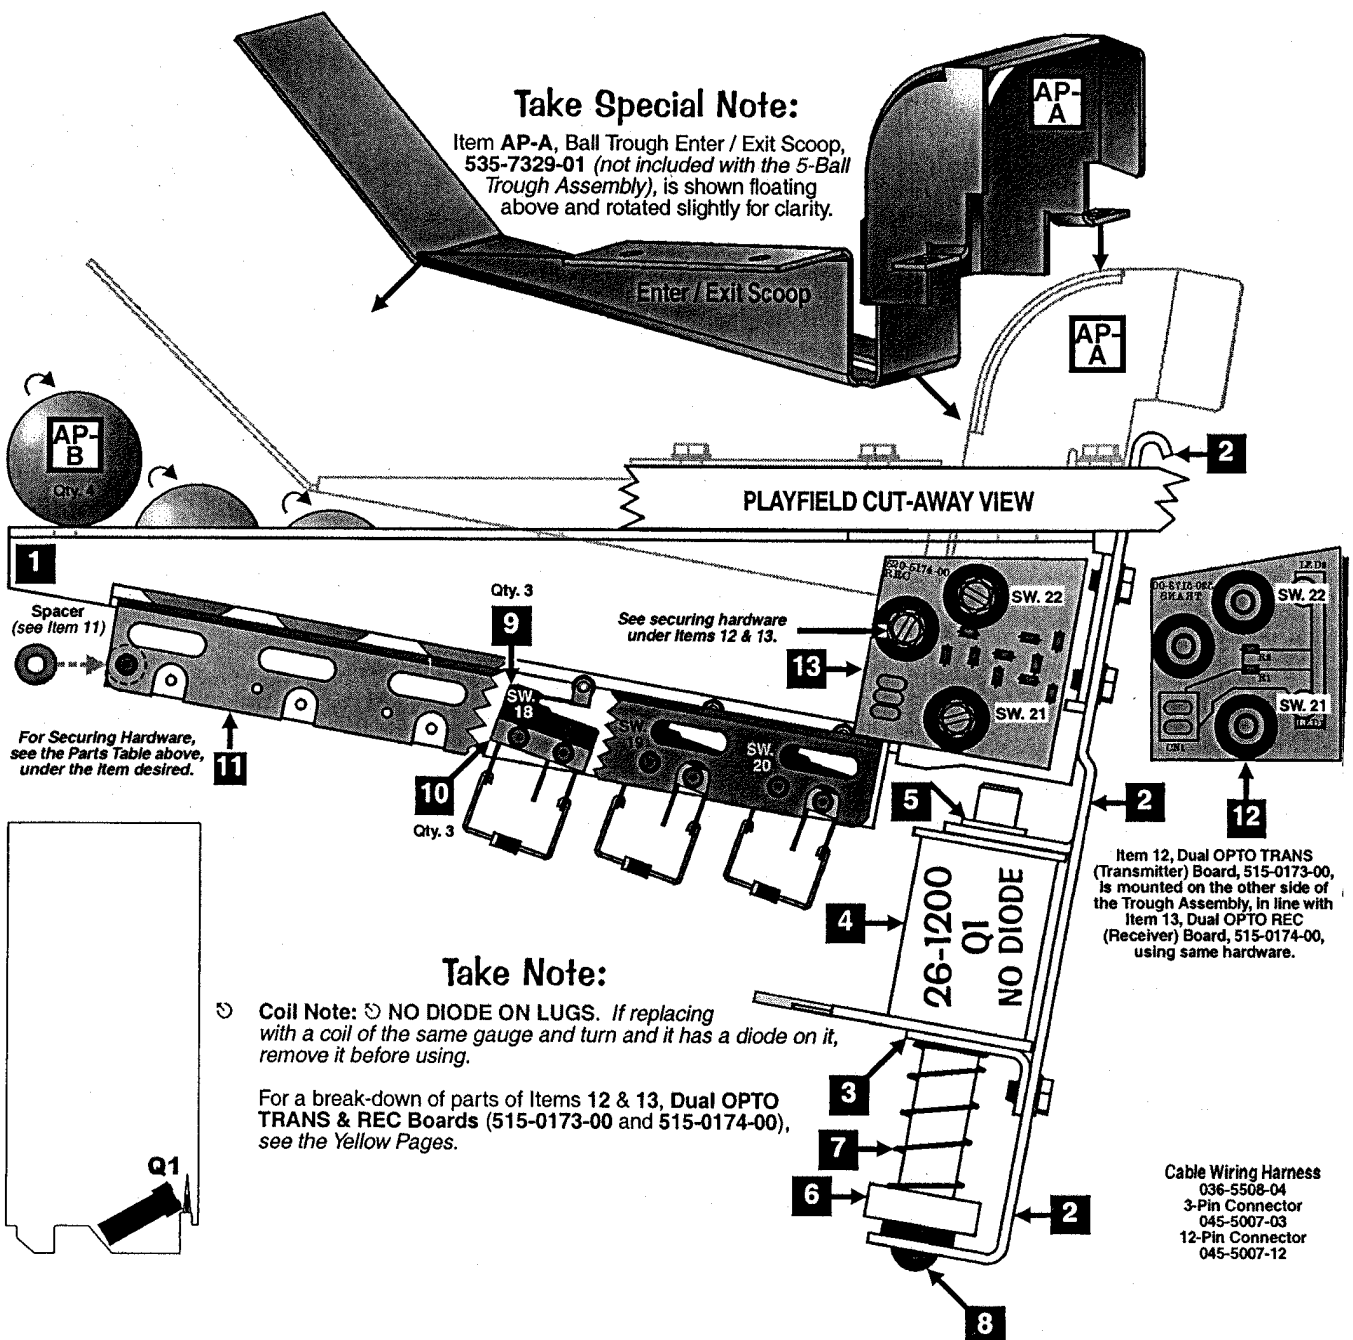 Take Special Note:
Item AP-A, Ball Trough Enter / Exit Scoop,
535-7329-01 (not included with the 5-Ball
Trough Assembly), is shown floating
above and rotated slightly for clarity.
AP-
A
Enter / Exit Scoop
AP-
A
AP-
B
Qty. 4
2
PLAYFIELD CUT-AWAY VIEW
1
Spacer
(see Item 11)
Qty. 3
9
See securing hardware
under Items 12 & 13.
13
520-5174-00
REC
SW. 22
SW. 21
LEDs
520-5173-00
TRANS
SW. 22
SW. 21
12
SW.
18
SW.
19
SW.
20
For Securing Hardware,
see the Parts Table above,
under the Item desired.
11
10
Qty. 3
5
2
Item 12, Dual OPTO TRANS
(Transmitter) Board, 515-0173-00,
is mounted on the other side of
the Trough Assembly, in line with
Item 13, Dual OPTO REC
(Receiver) Board, 515-0174-00,
using same hardware.
4
26-1200
Q1
NO DIODE
Take Note:
Coil Note: NO DIODE ON LUGS. If replacing
with a coil of the same gauge and turn and it has a diode on it,
remove it before using.
For a break-down of parts of Items 12 & 13, Dual OPTO
TRANS & REC Boards (515-0173-00 and 515-0174-00),
see the Yellow Pages.
3
7
6
2
8
Q1
Cable Wiring Harness
036-5508-04
3-Pin Connector
045-5007-03
12-Pin Connector
045-5007-12